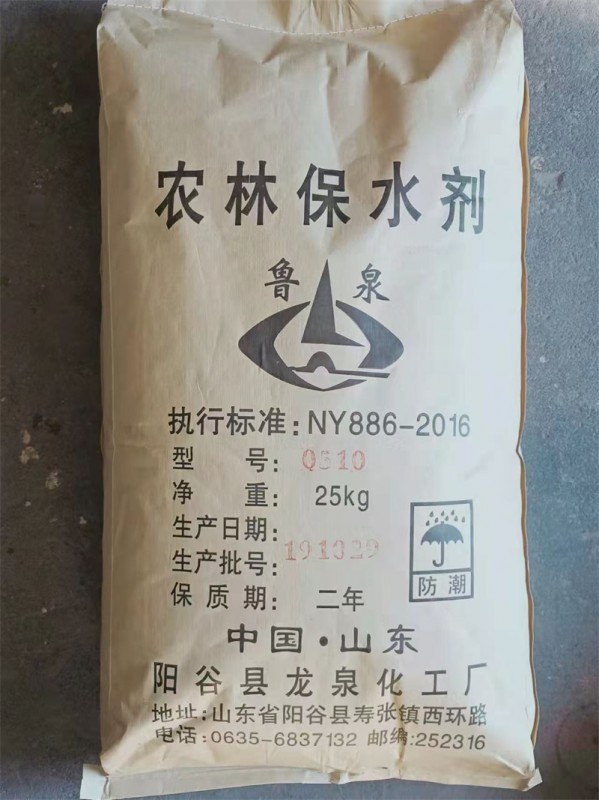 农林保水剂
鲁泉
执行标准:NY886-2016
型号:Q510
净重:25kg
生产日期:
191029
生产批号:
保质期:二年
防潮
中国·山东
阳谷县龙泉化工厂
地址:山东省阳谷县寿张镇西环路
电话:0635-6837132 邮编:252316